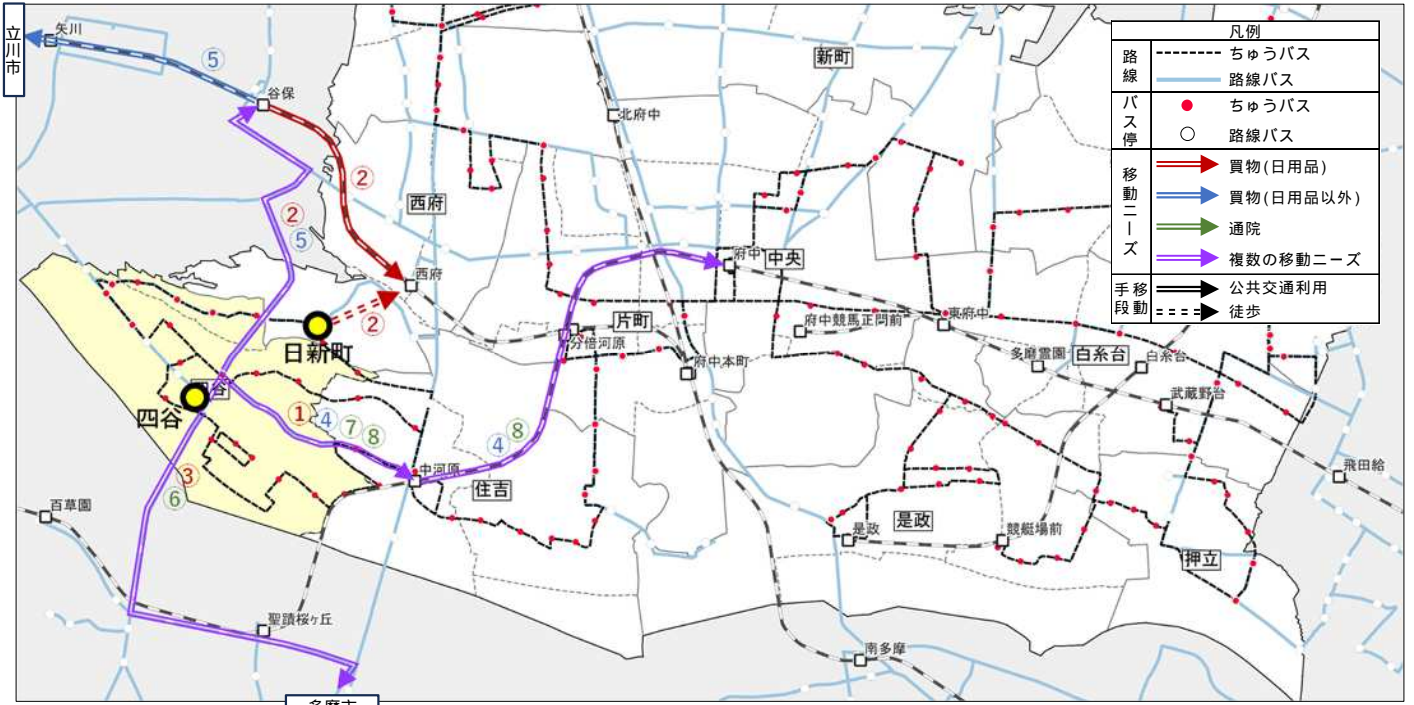 立川市
矢川
⑤
谷保
②
西府
②
⑤
西府
②
日新町
四谷
①
④
⑦
⑧
③
⑥
百草園
聖蹟桜ヶ丘
中河原
住吉
④
⑧
新町
北府中
府中
中央
片町
分倍河原
府中本町
府中競馬正門前
東府中
多磨霊園
白糸台
白糸台
武蔵野台
飛田給
是政
是政
競艇場前
押立
南多摩
凡例
路線
ちゅうバス
路線バス
バス停
ちゅうバス
路線バス
移動ニーズ
買物(日用品)
買物(日用品以外)
通院
複数の移動ニーズ
移動手段
公共交通利用
徒歩